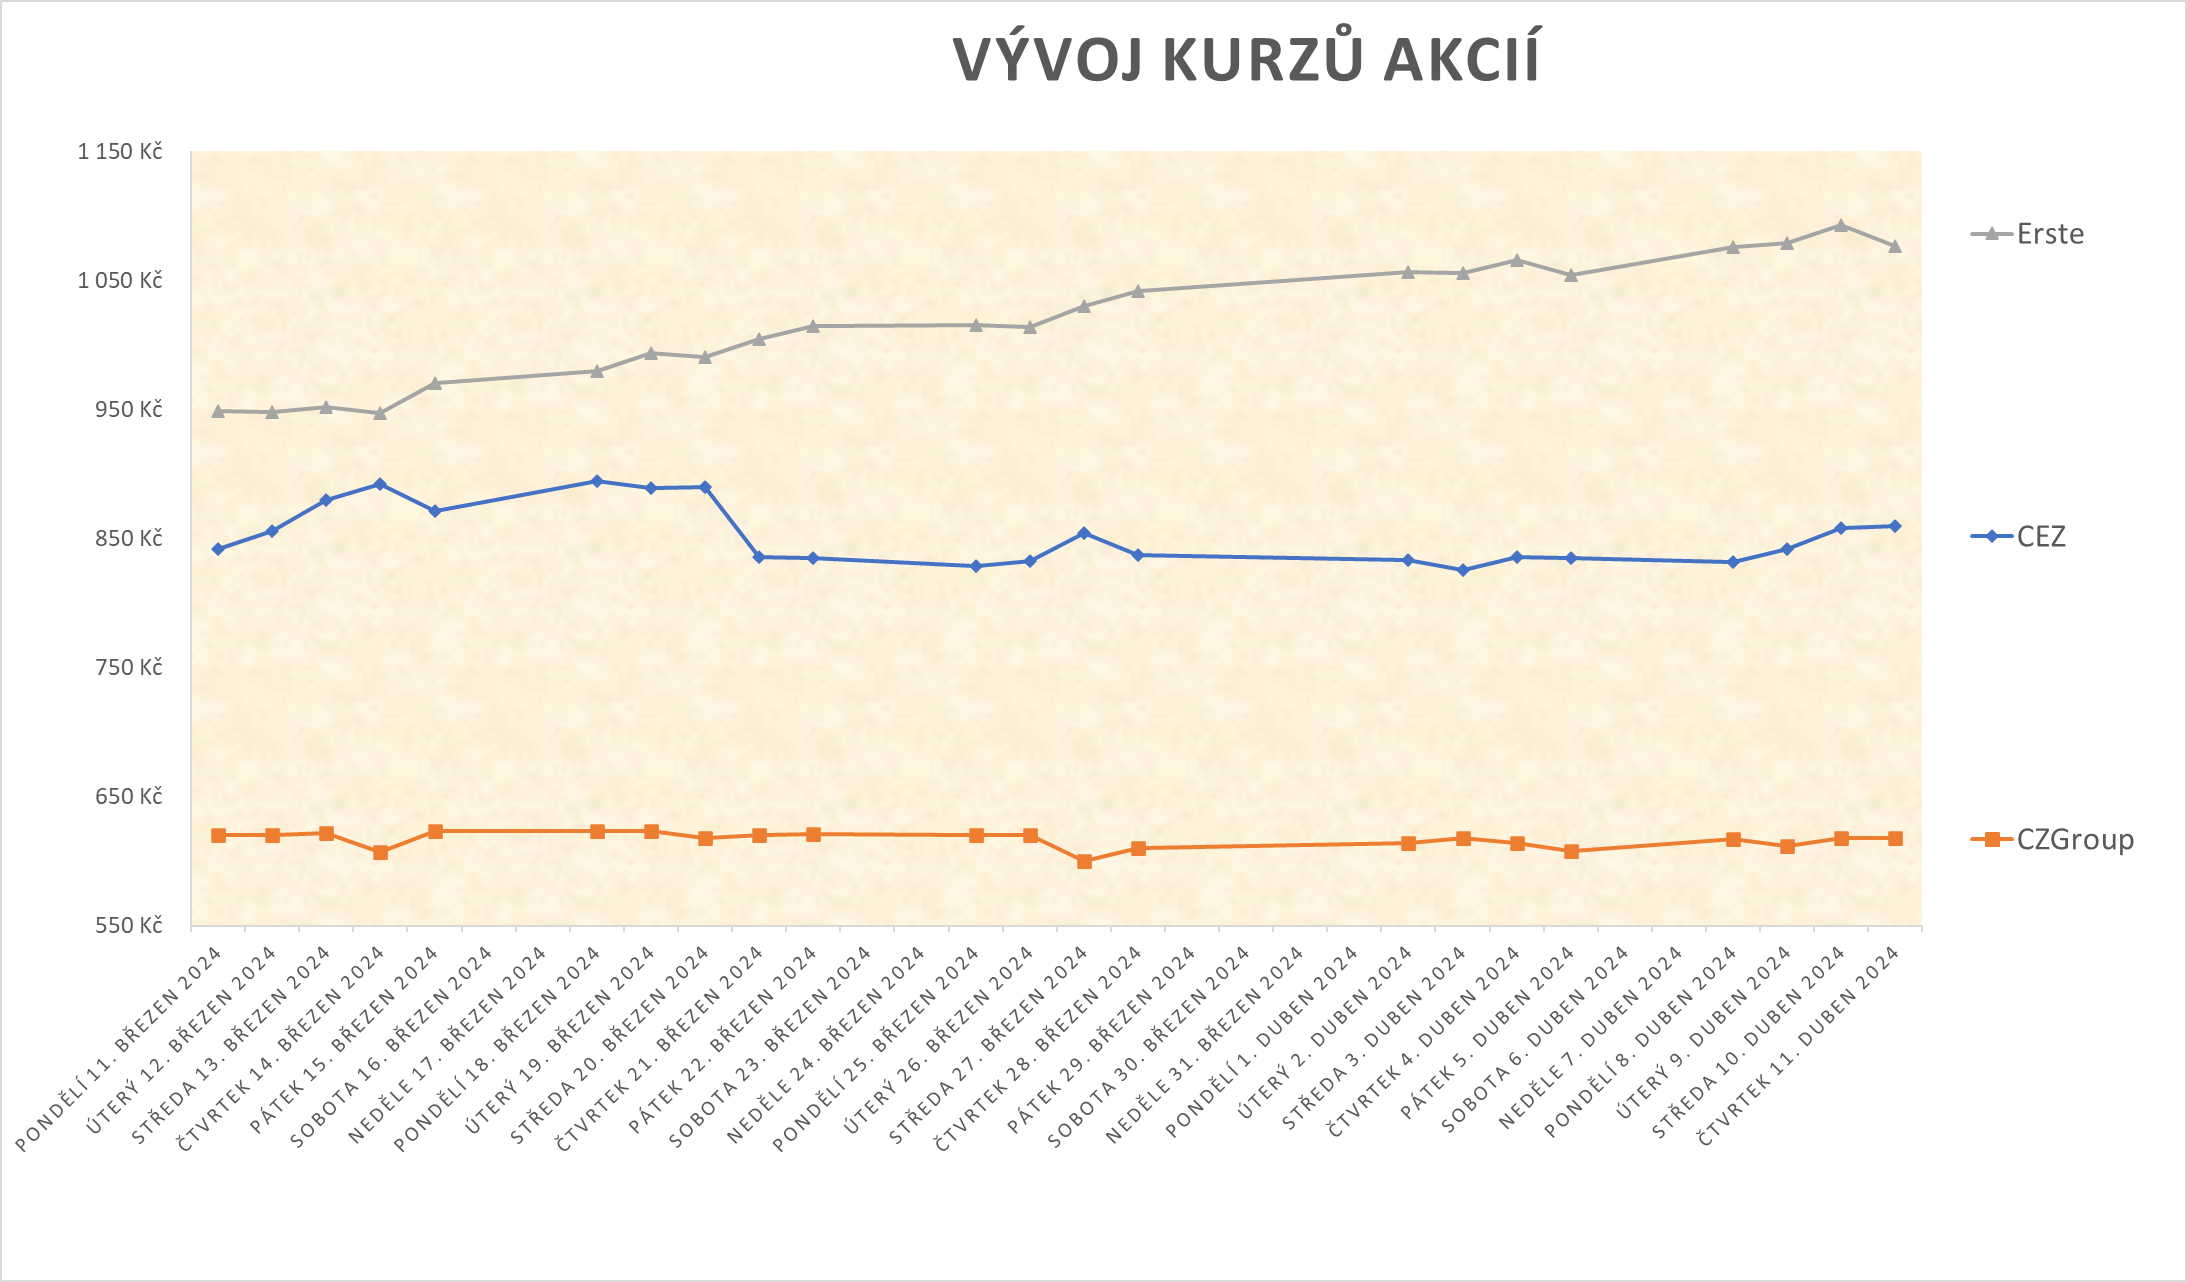 VÝVOJ KURZŮ AKCIÍ
1 150 Kč
1 050 Kč
950 Kč
850 Kč
750 Kč
650 Kč
550 Kč
Erste
CEZ
CZGroup
PONDĚLÍ 11. BŘEZEN 2024
ÚTERÝ 12. BŘEZEN 2024
STŘEDA 13. BŘEZEN 2024
ČTVRTEK 14. BŘEZEN 2024
PÁTEK 15. BŘEZEN 2024
SOBOTA 16. BŘEZEN 2024
NEDĚLE 17. BŘEZEN 2024
PONDĚLÍ 18. BŘEZEN 2024
ÚTERÝ 19. BŘEZEN 2024
STŘEDA 20. BŘEZEN 2024
ČTVRTEK 21. BŘEZEN 2024
PÁTEK 22. BŘEZEN 2024
SOBOTA 23. BŘEZEN 2024
NEDĚLE 24. BŘEZEN 2024
PONDĚLÍ 25. BŘEZEN 2024
ÚTERÝ 26. BŘEZEN 2024
STŘEDA 27. BŘEZEN 2024
ČTVRTEK 28. BŘEZEN 2024
PÁTEK 29. BŘEZEN 2024
SOBOTA 30. BŘEZEN 2024
NEDĚLE 31. BŘEZEN 2024
PONDĚLÍ 1. DUBEN 2024
ÚTERÝ 2. DUBEN 2024
STŘEDA 3. DUBEN 2024
ČTVRTEK 4. DUBEN 2024
PÁTEK 5. DUBEN 2024
SOBOTA 6. DUBEN 2024
NEDĚLE 7. DUBEN 2024
PONDĚLÍ 8. DUBEN 2024
ÚTERÝ 9. DUBEN 2024
STŘEDA 10. DUBEN 2024
ČTVRTEK 11. DUBEN 2024